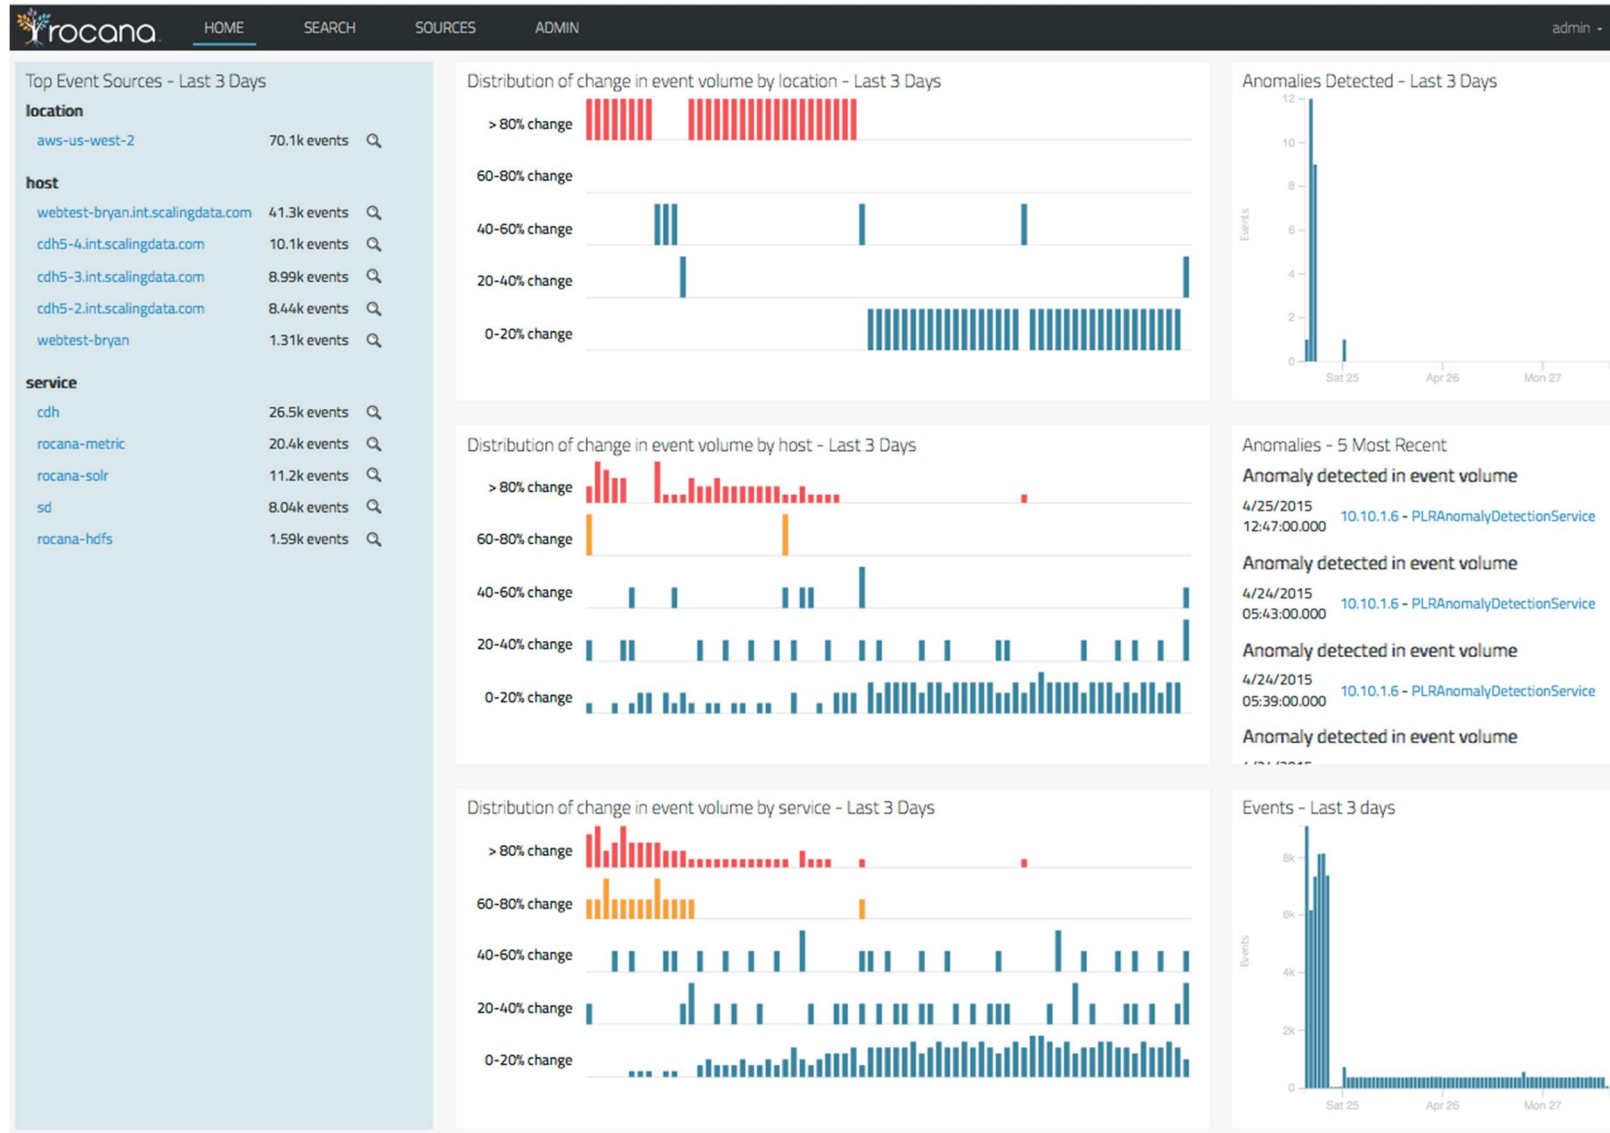 rocana HOME SEARCH SOURCES ADMIN admin
Top Event Sources - Last 3 Days
location
aws-us-west-2 70.1k events
host
webtest-bryan.int.scalingdata.com 41.3k events
cdh5-4.int.scalingdata.com 10.1k events
cdh5-3.int.scalingdata.com 8.99k events
cdh5-2.int.scalingdata.com 8.44k events
webtest-bryan 1.31k events
service
cdh 26.5k events
rocana-metric 20.4k events
rocana-solr 11.2k events
sd 8.04k events
rocana-hdfs 1.59k events
Distribution of change in event volume by location - Last 3 Days
> 80% change
60-80% change
40-60% change
20-40% change
0-20% change
Distribution of change in event volume by host - Last 3 Days
> 80% change
60-80% change
40-60% change
20-40% change
0-20% change
Distribution of change in event volume by service - Last 3 Days
> 80% change
60-80% change
40-60% change
20-40% change
0-20% change
Anomalies Detected - Last 3 Days
12
10
8
6
4
2
0
Events
Sat 25 Apr 26 Mon 27
Anomalies - 5 Most Recent
Anomaly detected in event volume
4/25/2015
12:47:00.000 10.10.1.6 - PLRAnomalyDetectionService
Anomaly detected in event volume
4/24/2015
05:43:00.000 10.10.1.6 - PLRAnomalyDetectionService
Anomaly detected in event volume
4/24/2015
05:39:00.000 10.10.1.6 - PLRAnomalyDetectionService
Anomaly detected in event volume
Events - Last 3 days
8k
6k
4k
2k
0
Events
Sat 25 Apr 26 Mon 27